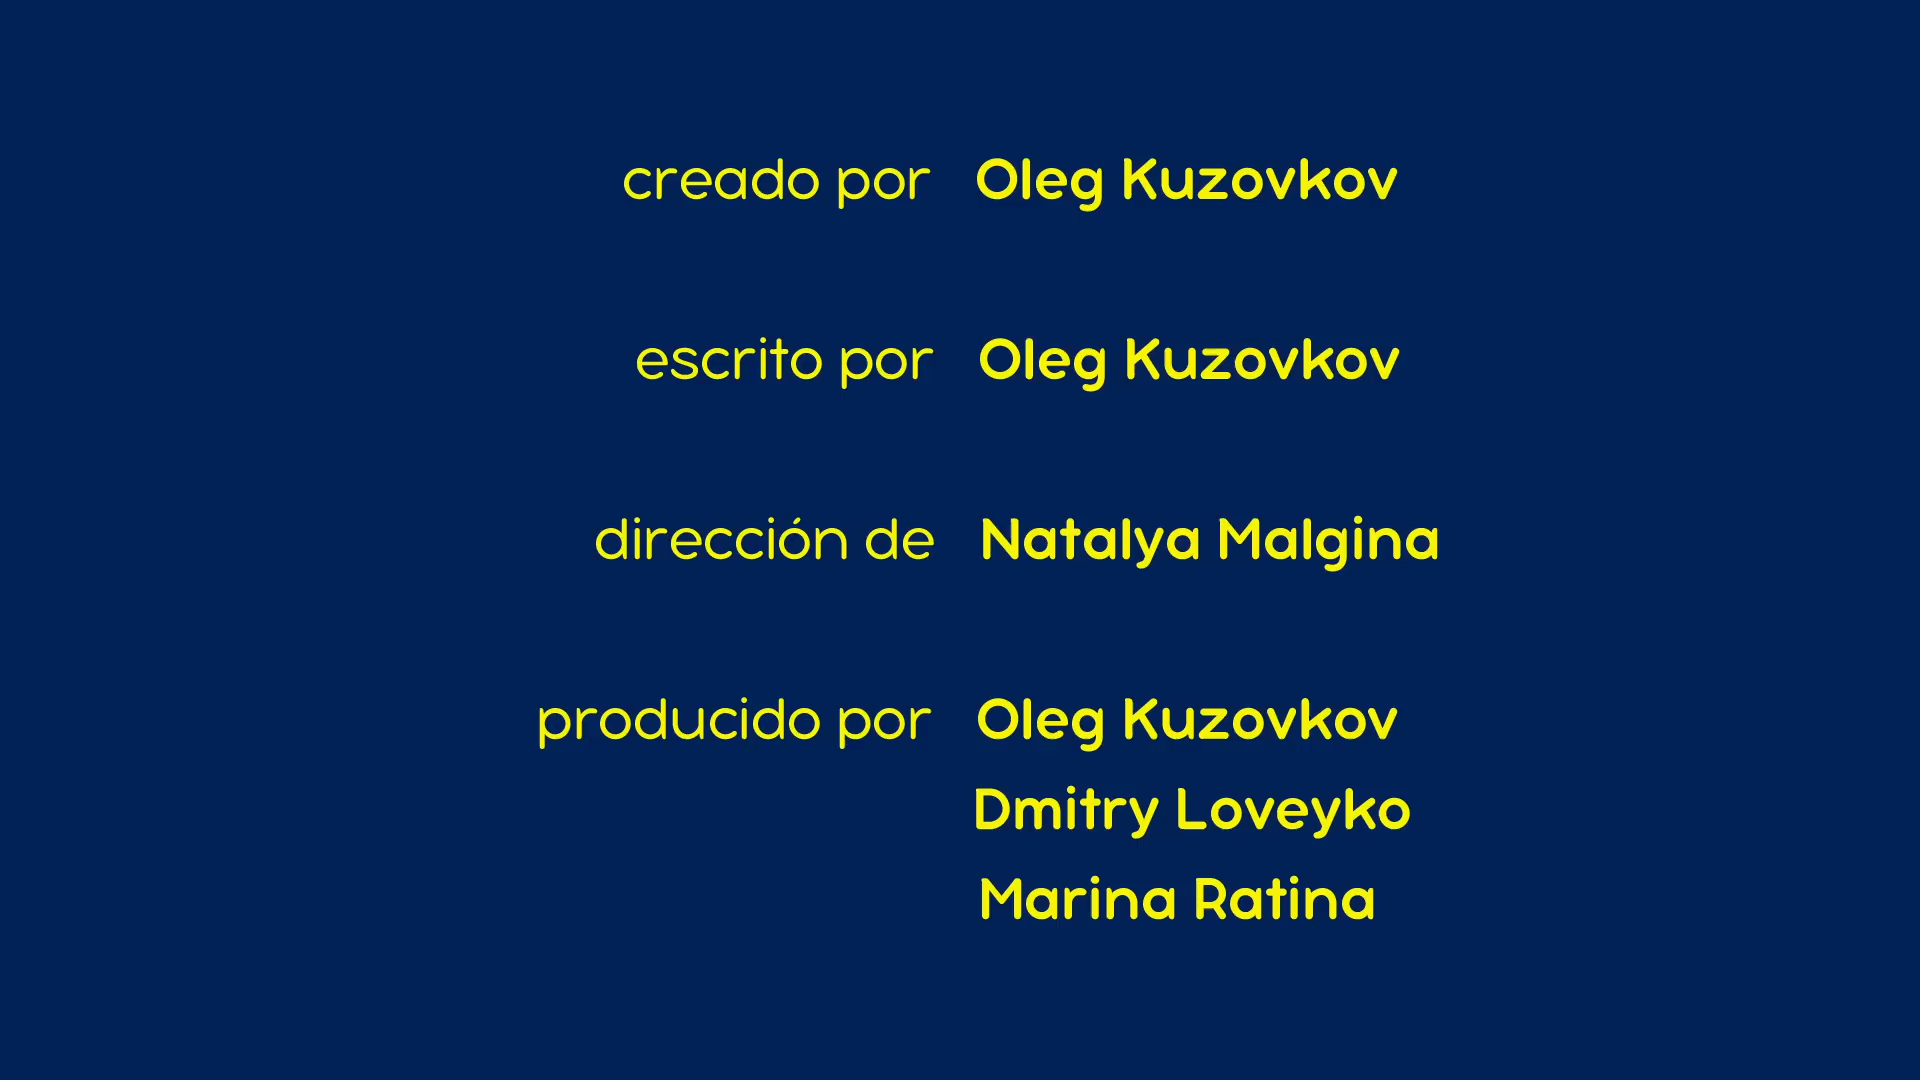 creado por Oleg Kuzovkov
escrito por Oleg Kuzovkov
dirección de Natalya Malgina
producido por Oleg Kuzovkov
Dmitry Loveyko
Marina Ratina